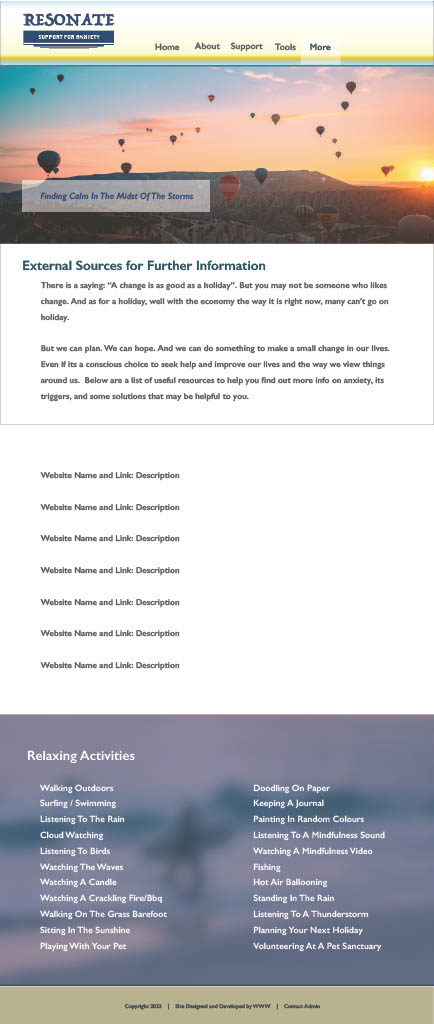 RESONATE
SUPPORT FOR ANXIETY
Home About Support Tools More
Finding Calm In The Midst Of The Storms
External Sources for Further Information
There is a saying: “A change is as good as a holiday”. But you may not be someone who likes
change. And as for a holiday, well with the economy the way it is right now, many can’t go on
holiday.
But we can plan. We can hope. And we can do something to make a small change in our lives.
Even if its a conscious choice to seek help and improve our lives and the way we view things
around us. Below are a list of useful resources to help you find out more info on anxiety, its
triggers, and some solutions that may be helpful to you.
Website Name and Link: Description
Website Name and Link: Description
Website Name and Link: Description
Website Name and Link: Description
Website Name and Link: Description
Website Name and Link: Description
Website Name and Link: Description
Relaxing Activities
Walking Outdoors
Surfing / Swimming
Listening To The Rain
Cloud Watching
Listening To Birds
Watching The Waves
Watching A Candle
Watching A Crackling Fire/Bbq
Walking On The Grass Barefoot
Sitting In The Sunshine
Playing With Your Pet
Doodling On Paper
Keeping A Journal
Painting In Random Colours
Listening To A Mindfulness Sound
Watching A Mindfulness Video
Fishing
Hot Air Ballooning
Standing In The Rain
Listening To A Thunderstorm
Planning Your Next Holiday
Volunteering At A Pet Sanctuary
Copyright 2023 | Site Designed and Developed by WWW | Contact Admin